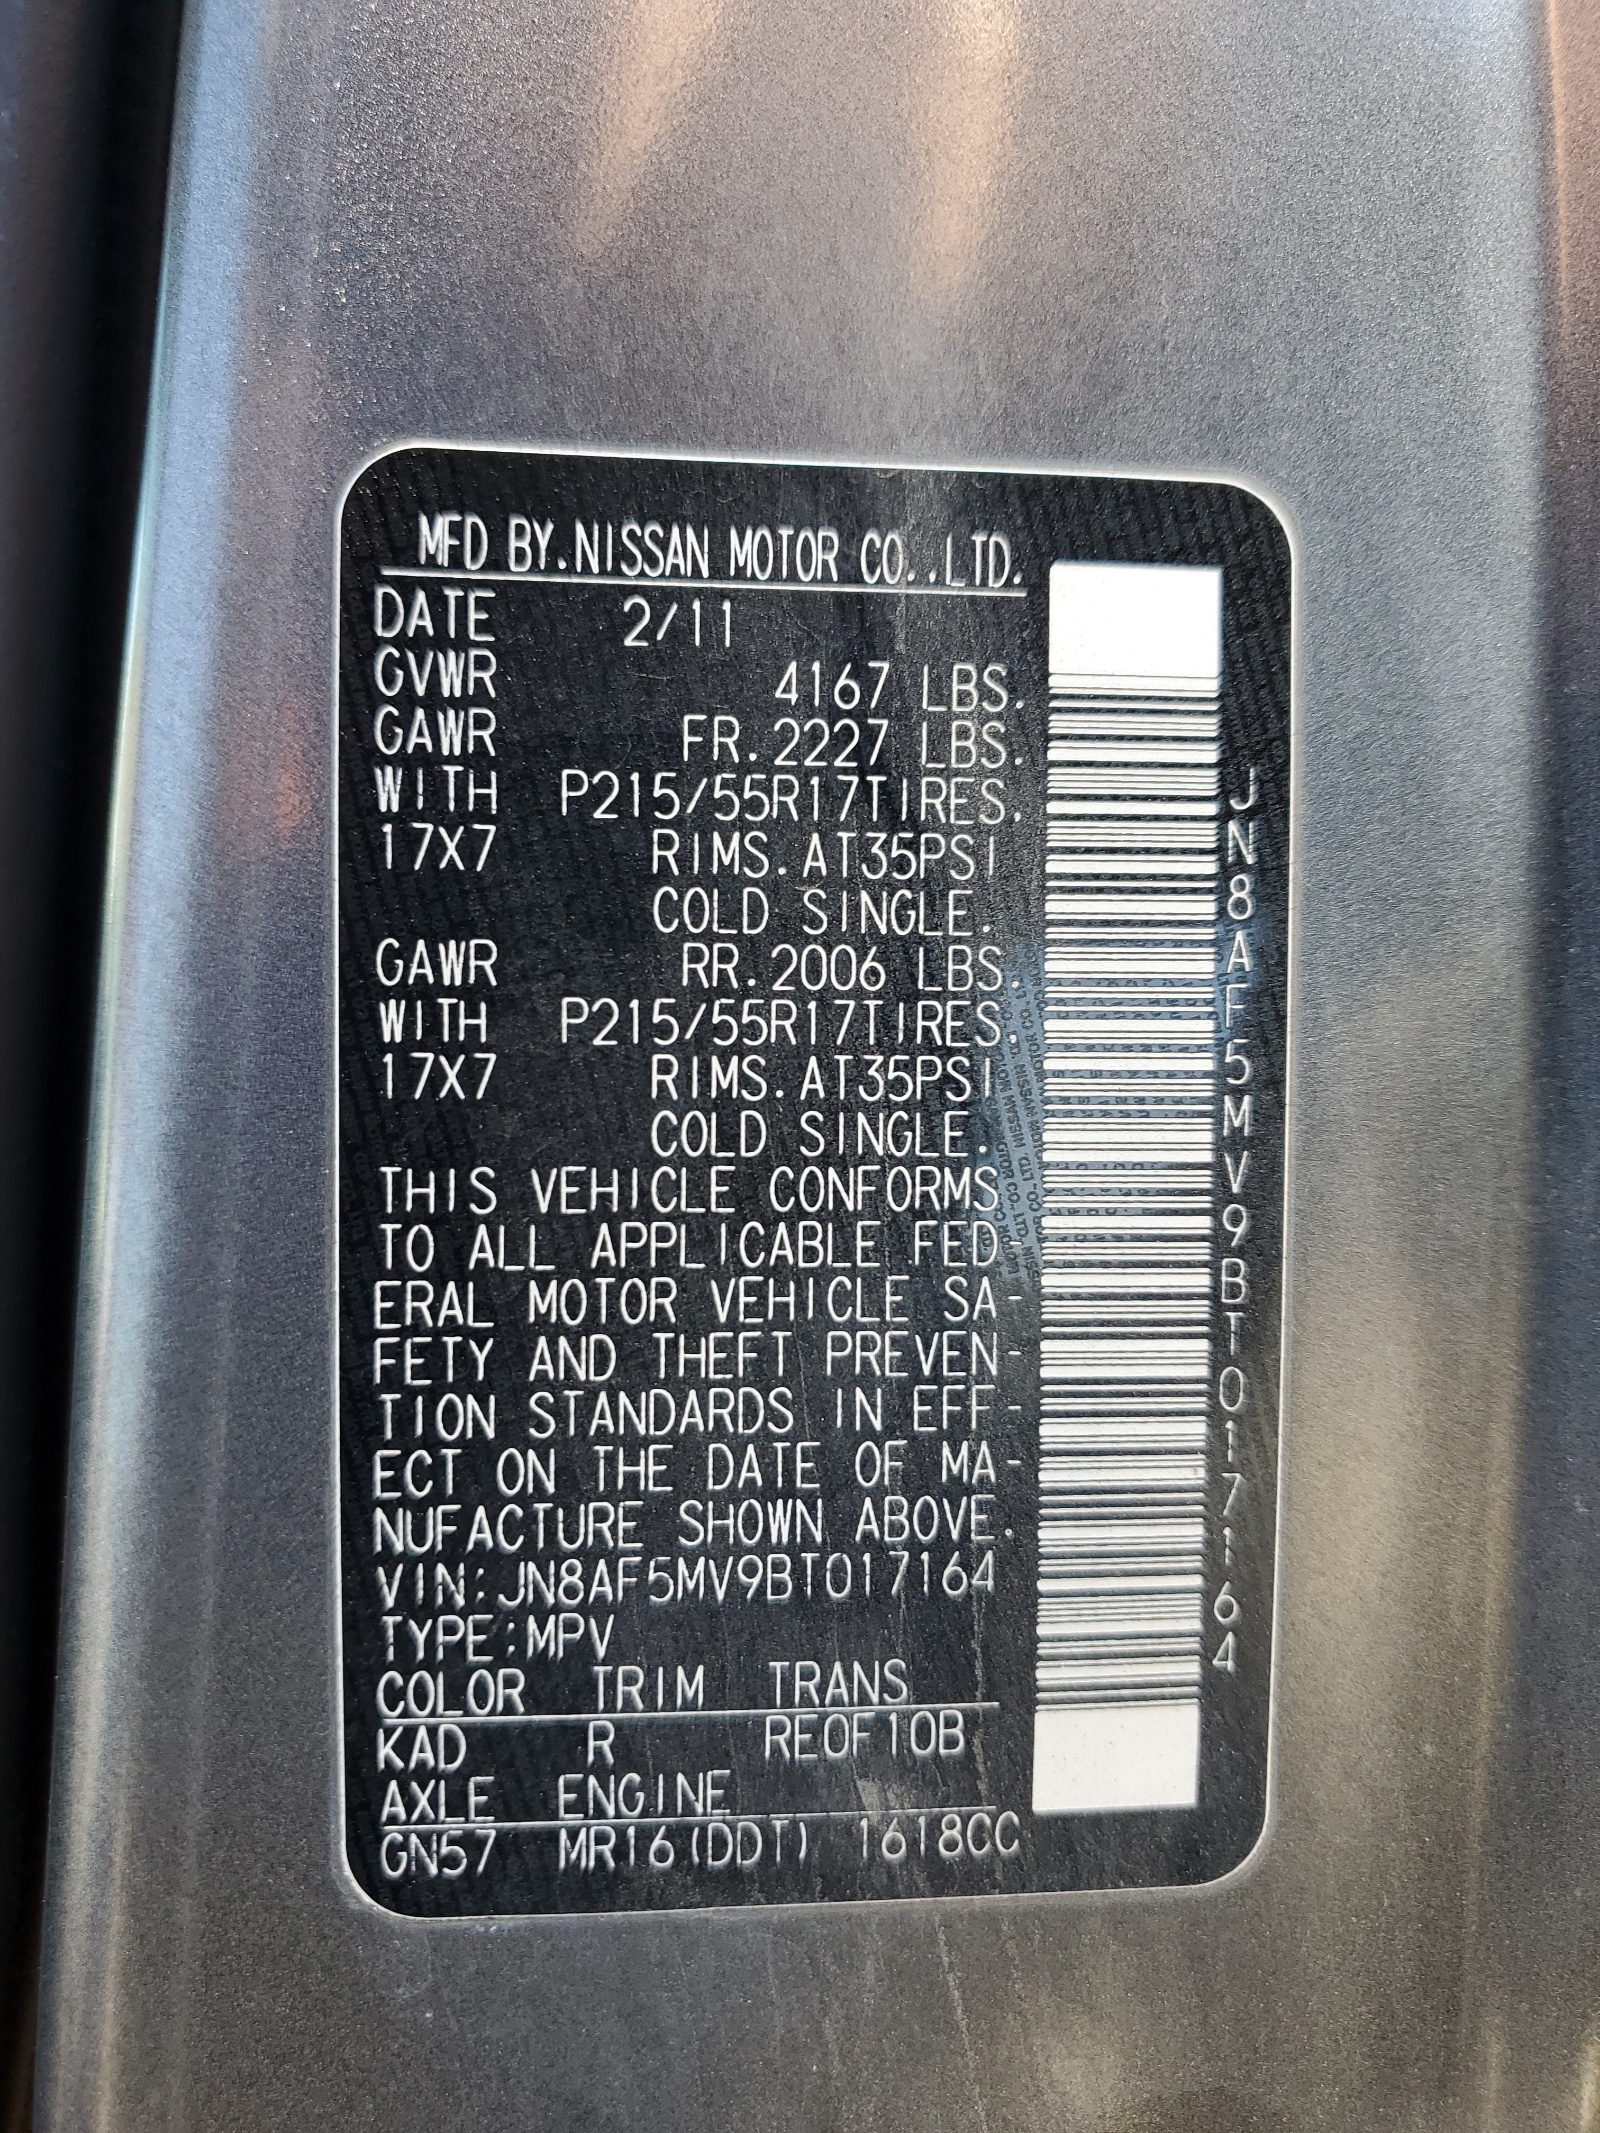 MFD BY.NISSAN MOTOR CO.,LTD.
DATE 2/11
GVWR 4167 LBS.
GAWR FR.2227 LBS.
WITH P215/55R17TIRES.
17X7 RIMS.AT35PSI
COLD SINGLE.
GAWR RR.2006 LBS.
WITH P215/55R17TIRES
17X7 RIMS.AT35PSI
COLD SINGLE.
THIS VEHICLE CONFORMS
TO ALL APPLICABLE FED-
ERAL MOTOR VEHICLE SA-
FETY AND THEFT PREVEN-
TION STANDARDS IN EFF-
ECT ON THE DATE OF MA-
NUFACTURE SHOWN ABOVE.
VIN:JN8AF5MV9BT017164
TYPE:MPV
COLOR TRIM TRANS
KAD R RE0F10B
AXLE ENGINE
GN57 MR16(DDT) 1618CC
JN8AF5MV9BT017164